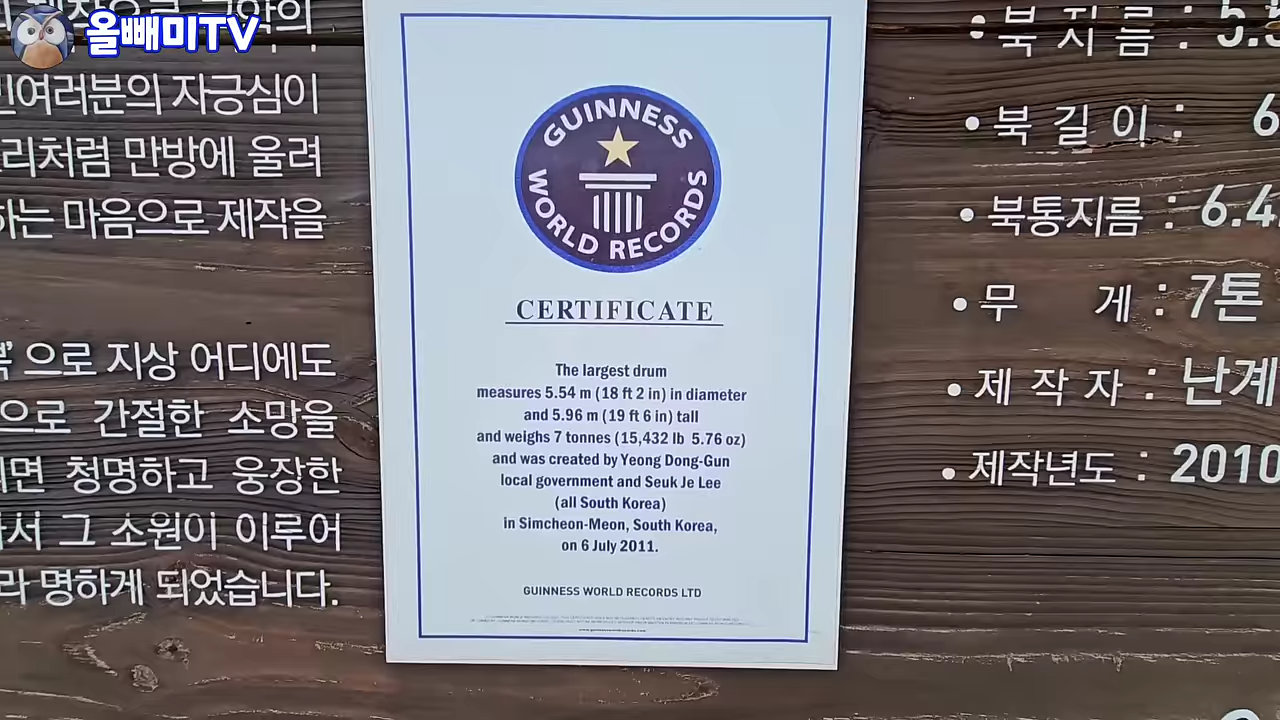 올빼미TV
제작으로
여러분의 자긍심이
리처럼 만방에 울려
하는 마음으로 제작을
으로 지상 어디에도
으로 간절한 소망을
면 청명하고 웅장한
서 그 소원이 이루어
라 명하게 되었습니다.
GUINNESS
WORLD RECORDS
CERTIFICATE
The largest drum
measures 5.54 m (18 ft 2 in) in diameter
and 5.96 m (19 ft 6 in) tall
and weighs 7 tonnes (15,432 lb 5.76 oz)
and was created by Yeong Dong-Gun
local government and Seuk Je Lee
(all South Korea)
in Simcheon-Meon, South Korea,
on 6 July 2011.
GUINNESS WORLD RECORDS LTD
www.guinnessworldrecords.com
• 북 지 름 : 5.5
• 북 길 이 : 6
• 북통지름 : 6.4
• 무 게 : 7톤
• 제 작 자 : 난계
• 제작년도 : 2010